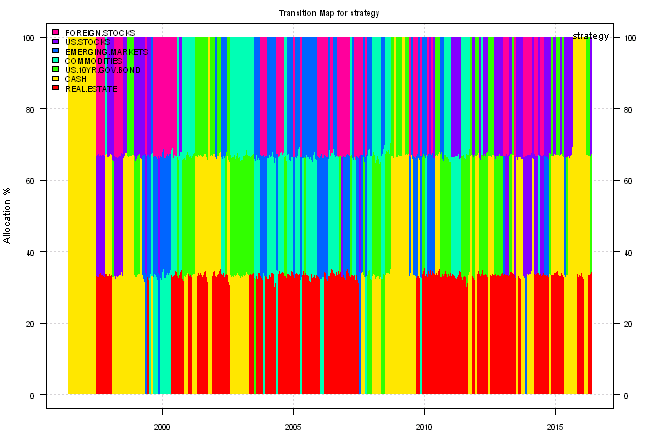 Transition Map for strategy
strategy
FOREIGN.STOCKS
US.STOCKS
EMERGING.MARKETS
COMMODITIES
US.10YR.GOV.BOND
CASH
REAL.ESTATE
Allocation %
100
80
60
40
20
0
100
80
60
40
20
0
2000 2005 2010 2015